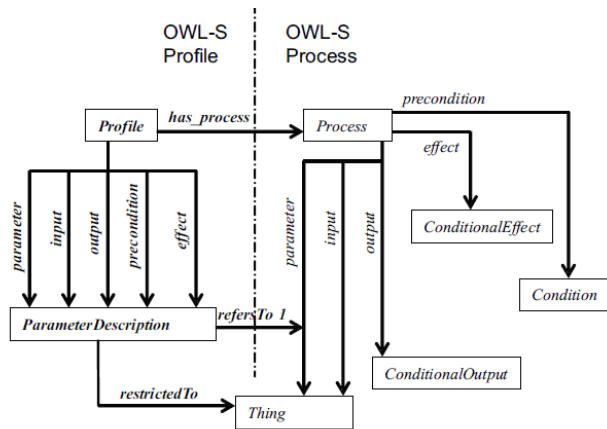 OWL-S
Profile
OWL-S
Process
precondition
Profile
has_process
Process
effect
parameter
input
output
precondition
effect
parameter
input
output
ConditionalEffect
Condition
ParameterDescription
refersTo 1
ConditionalOutput
restrictedTo
Thing